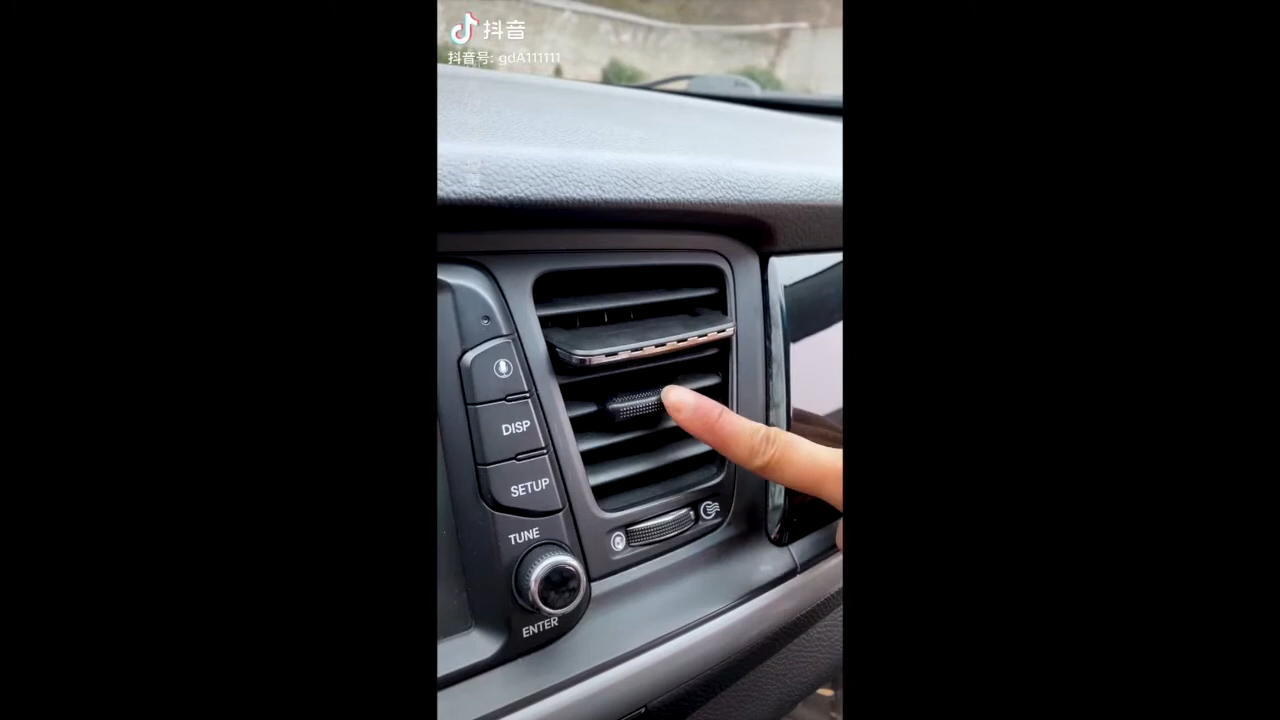 抖音
抖音号: gdA111111
DISP
SETUP
TUNE
ENTER